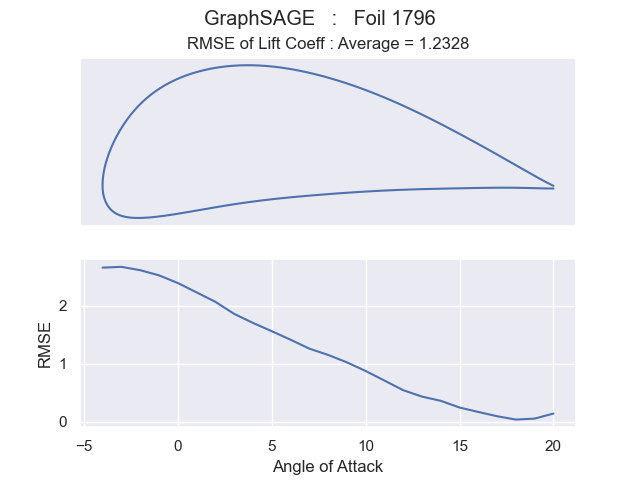 GraphSAGE   :   Foil 1796
RMSE of Lift Coeff : Average = 1.2328
2
1
0
RMSE
−5
0
5
10
15
20
Angle of Attack